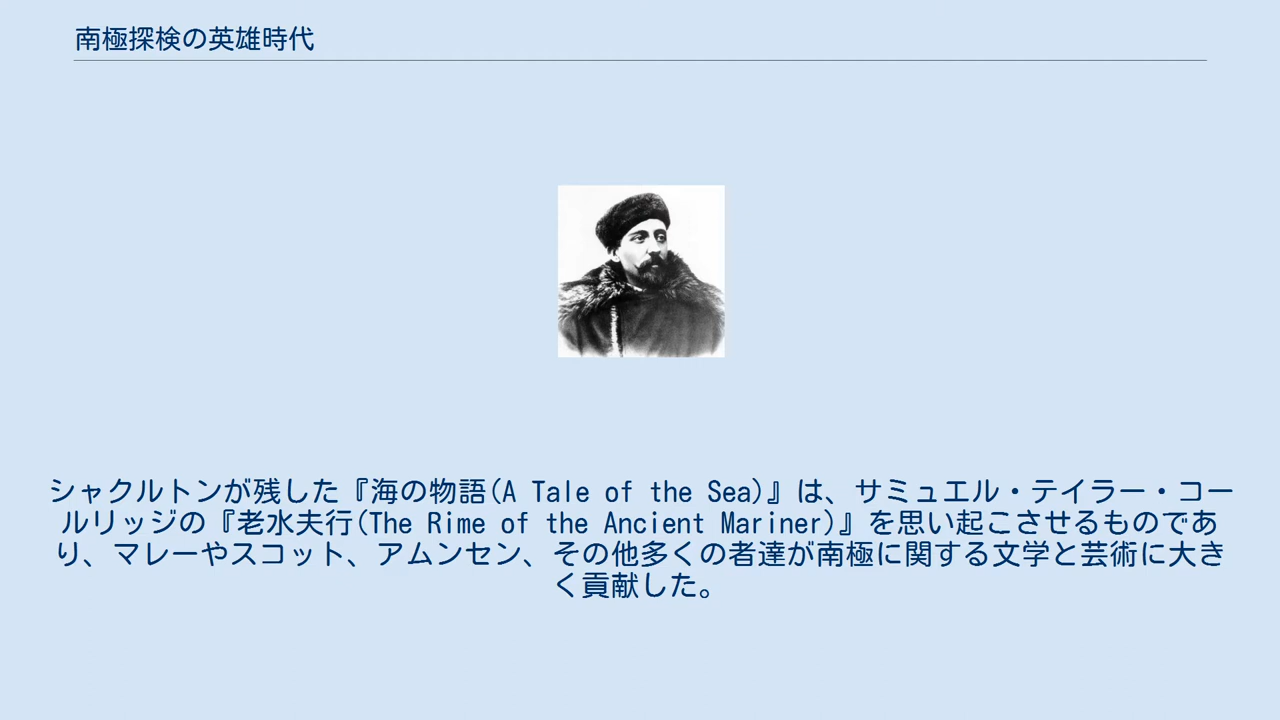 南極探検の英雄時代
シャクルトンが残した『海の物語(A Tale of the Sea)』は、サミュエル・テイラー・コー
ルリッジの『老水夫行(The Rime of the Ancient Mariner)』を思い起こさせるものであ
り、マレーやスコット、アムンセン、その他多くの者達が南極に関する文学と芸術に大き
く貢献した。